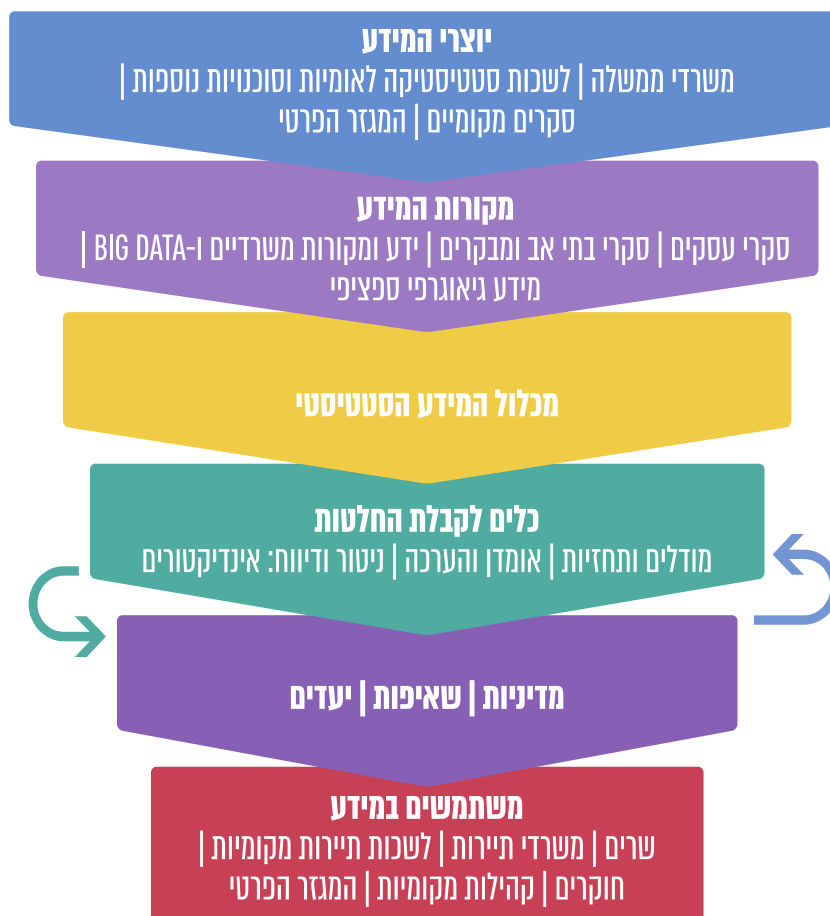 יוצרי המידע
משרדי ממשלה | לשכות סטטיסטיקה לאומיות וסוכנויות נוספות |
סקרים מקומיים | המגזר הפרטי
מקורות המידע
סקרי עסקים | סקרי בתי אב ומבקרים | ידע ומקורות משרדיים ו-BIG DATA |
מידע גיאוגרפי ספציפי
מכלול המידע הסטטיסטי
כלים לקבלת החלטות
מודלים ותחזיות | אומדן והערכה | ניטור ודיווח: אינדיקטורים
מדיניות | שאיפות | יעדים
משתמשים במידע
שרים | משרדי תיירות | לשכות תיירות מקומיות |
חוקרים | קהילות מקומיות | המגזר הפרטי